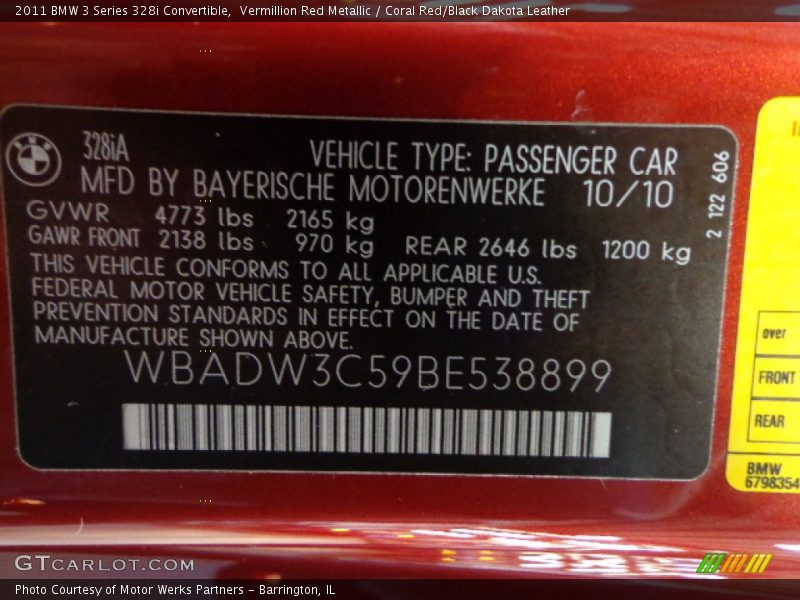 2011 BMW 3 Series 328i Convertible,  Vermillion Red Metallic / Coral Red/Black Dakota Leather
328iA
VEHICLE TYPE: PASSENGER CAR
MFD BY BAYERISCHE MOTORENWERKE 10/10
GVWR 4773 lbs 2165 kg
GAWR FRONT 2138 lbs 970 kg REAR 2646 lbs 1200 kg
THIS VEHICLE CONFORMS TO ALL APPLICABLE U.S.
FEDERAL MOTOR VEHICLE SAFETY, BUMPER AND THEFT
PREVENTION STANDARDS IN EFFECT ON THE DATE OF
MANUFACTURE SHOWN ABOVE.
WBADW3C59BE538899
2 122 606
over
FRONT
REAR
BMW
6798354
GTCARLOT.COM
Photo Courtesy of Motor Werks Partners - Barrington, IL